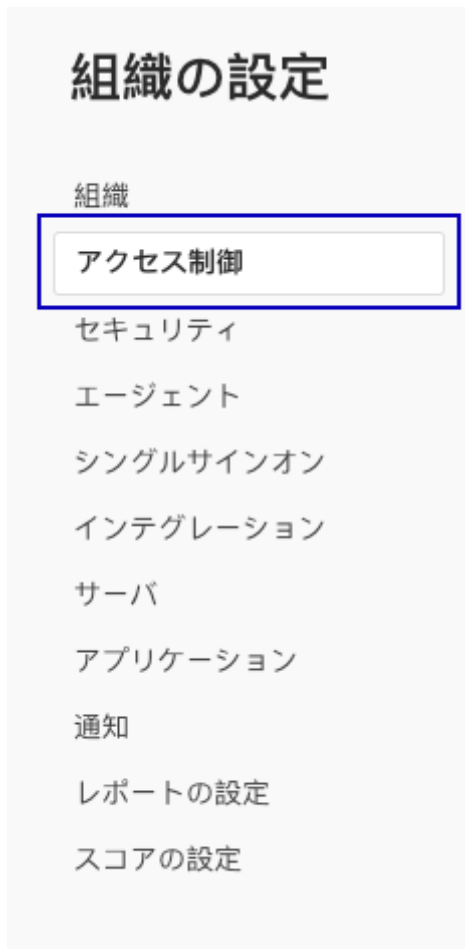 組織の設定
組織
アクセス制御
セキュリティ
エージェント
シングルサインオン
インテグレーション
サーバ
アプリケーション
通知
レポートの設定
スコアの設定